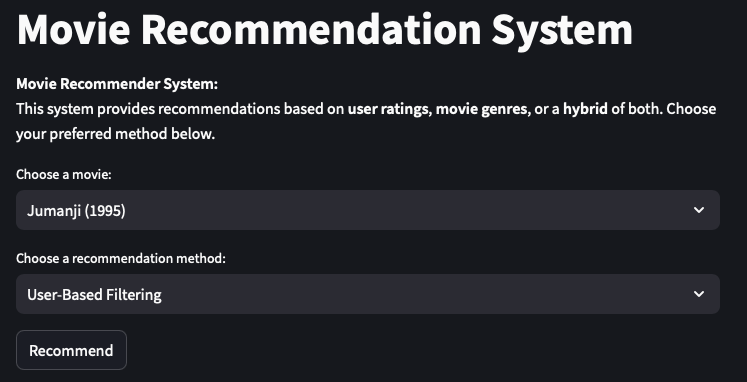 Movie Recommendation System
Movie Recommender System:
This system provides recommendations based on user ratings, movie genres, or a hybrid of both. Choose
your preferred method below.
Choose a movie:
Jumanji (1995)
Choose a recommendation method:
User-Based Filtering
Recommend